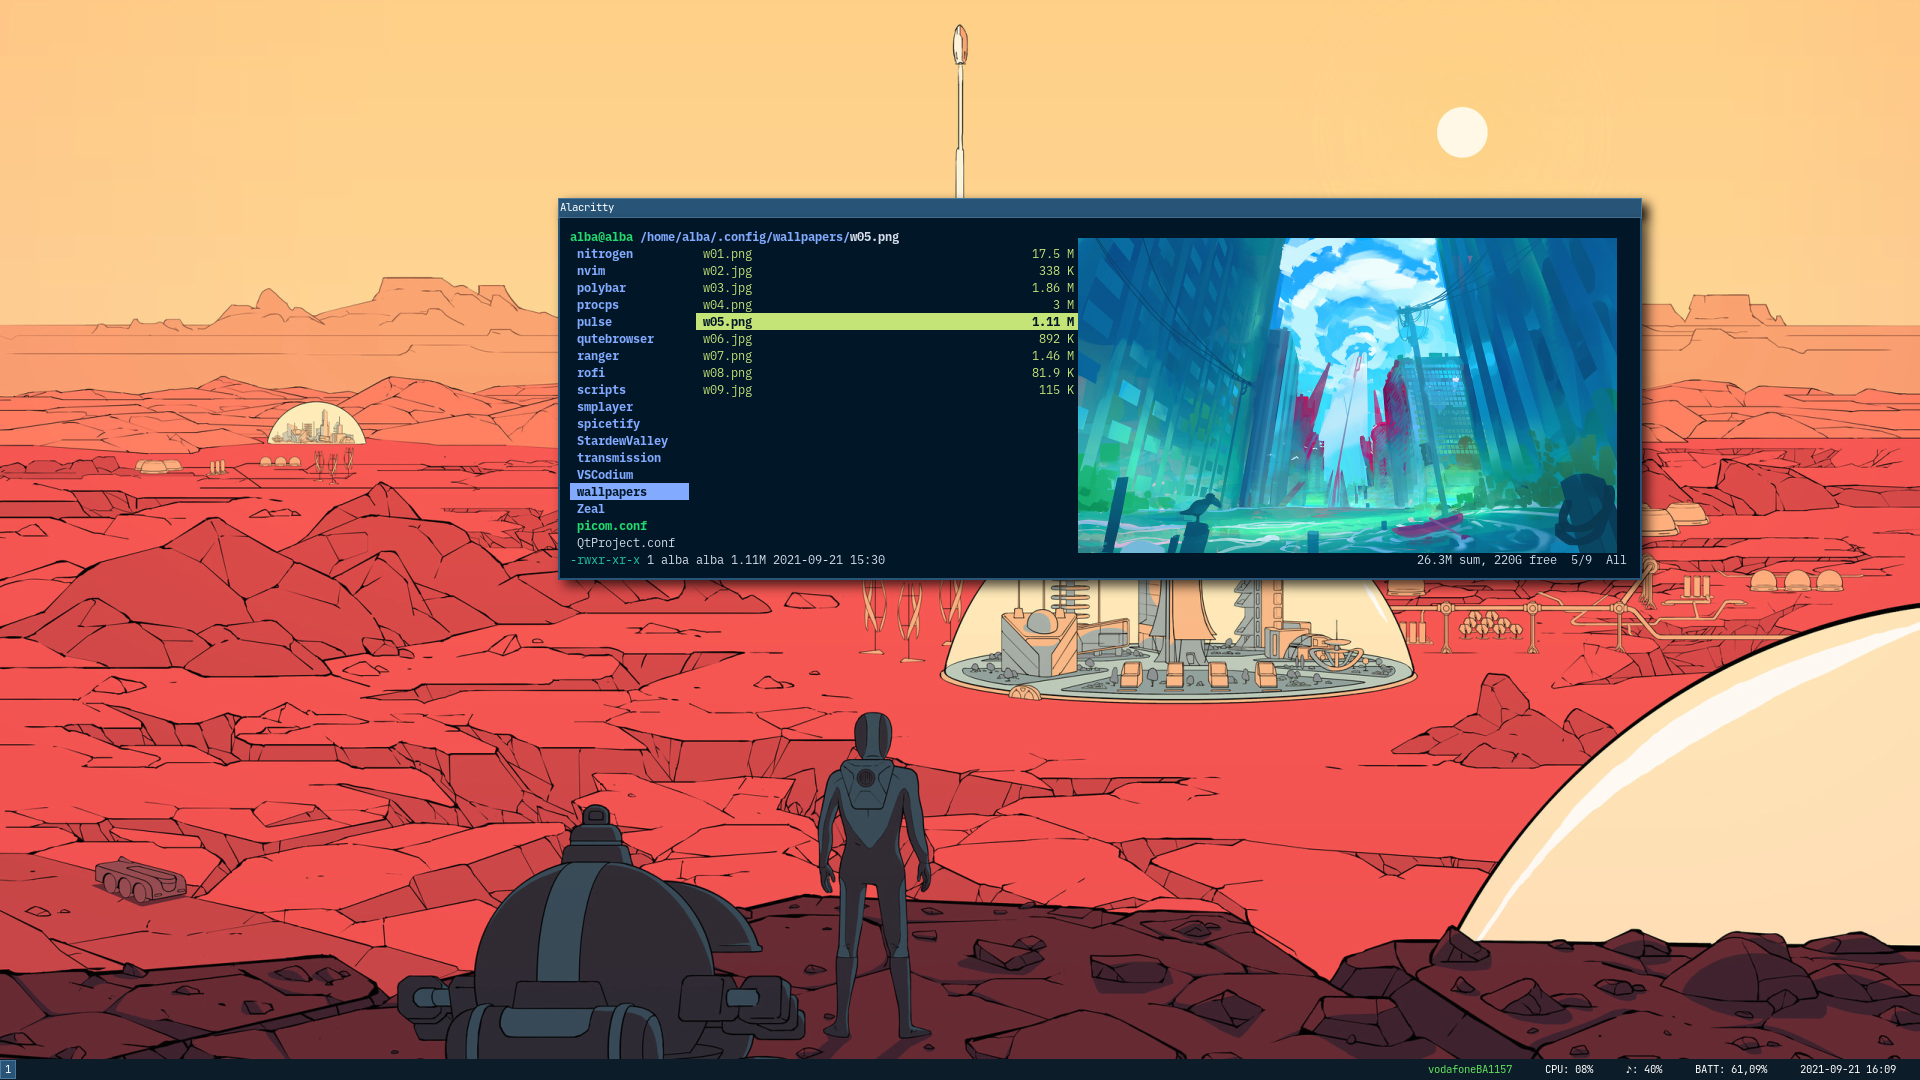 Alacritty
alba@alba /home/alba/.config/wallpapers/w05.png
nitrogen w01.png 17.5 M
nvim w02.jpg 338 K
polybar w03.jpg 1.86 M
procps w04.png 3 M
pulse w05.png 1.11 M
qutebrowser w06.jpg 892 K
ranger w07.png 1.46 M
rofi w08.png 81.9 K
scripts w09.jpg 115 K
smplayer
spicetify
StardewValley
transmission
VSCodium
wallpapers
Zeal
picom.conf
QtProject.conf
-rwxr-xr-x 1 alba alba 1.11M 2021-09-21 15:30 26.3M sum, 220G free 5/9 All
1 vodafoneBA1157 CPU: 08% ♪: 40% BATT: 61,09% 2021-09-21 16:09